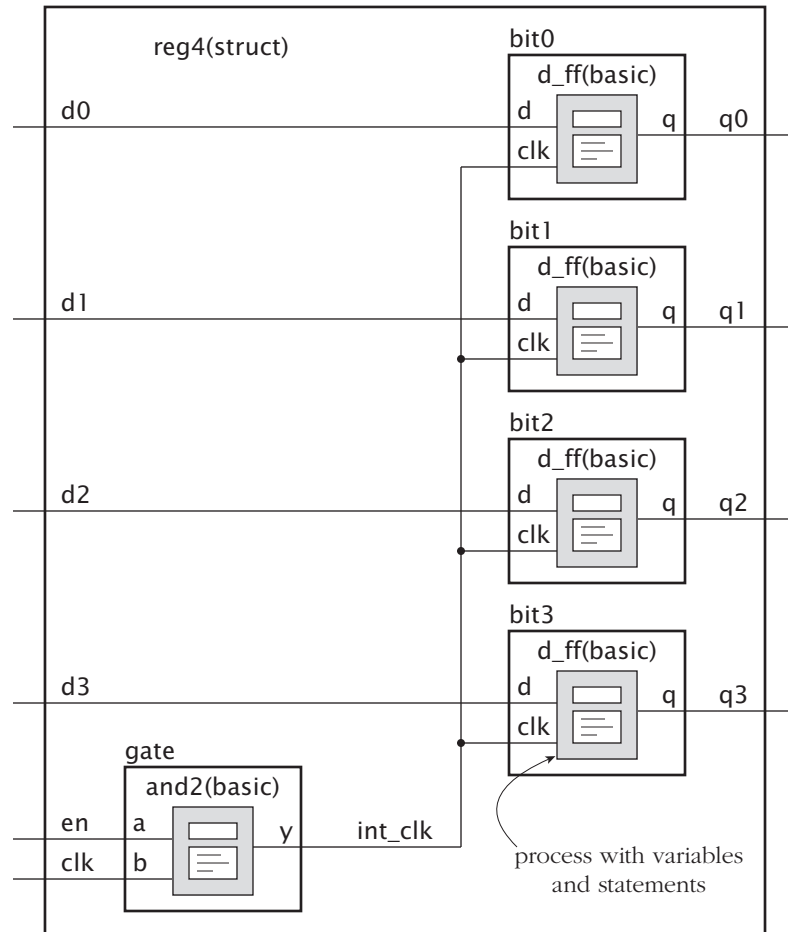 reg4(struct)
bit0
d_ff(basic)
d0
d
q
q0
clk
bit1
d_ff(basic)
d1
d
q
q1
clk
bit2
d_ff(basic)
d2
d
q
q2
clk
bit3
d_ff(basic)
d3
d
q
q3
clk
gate
and2(basic)
en
a
y
int_clk
clk
b
process with variables
and statements